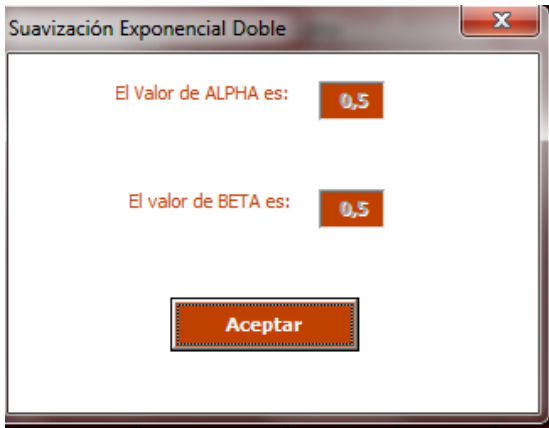 Suavización Exponencial Doble
El Valor de ALPHA es: 0,5
El valor de BETA es: 0,5
Aceptar